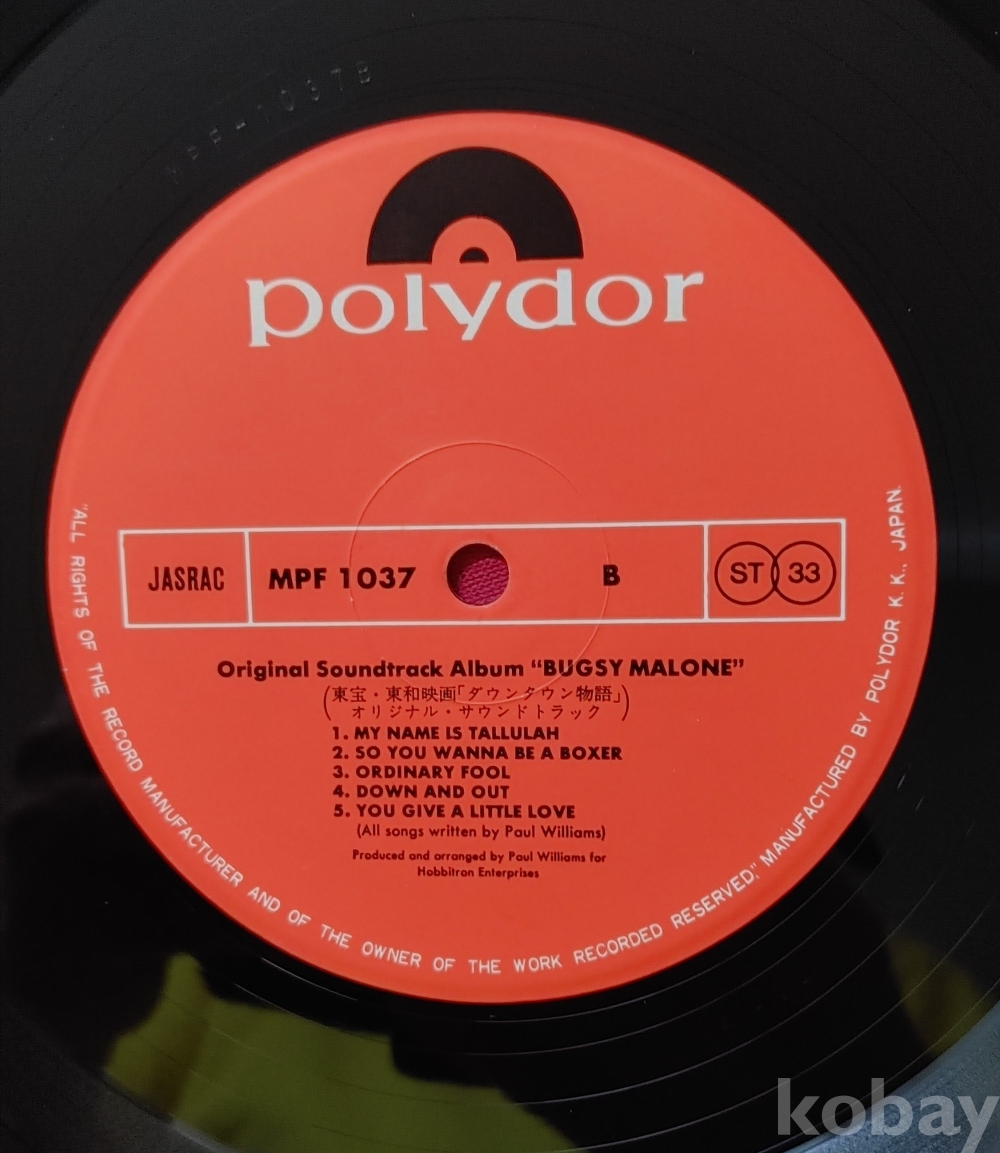 MPF-1037B
polydor
JASRAC
MPF 1037
B
ST 33
Original Soundtrack Album “BUGSY MALONE”
(東宝・東和映画「ダウンタウン物語」
オリジナル・サウンドトラック)
1. MY NAME IS TALLULAH
2. SO YOU WANNA BE A BOXER
3. ORDINARY FOOL
4. DOWN AND OUT
5. YOU GIVE A LITTLE LOVE
(All songs written by Paul Williams)
Produced and arranged by Paul Williams for
Hobbitron Enterprises
“ALL RIGHTS OF THE RECORD MANUFACTURER AND OF THE OWNER OF THE WORK RECORDED RESERVED;” MANUFACTURED BY POLYDOR K. K., JAPAN.
kobay